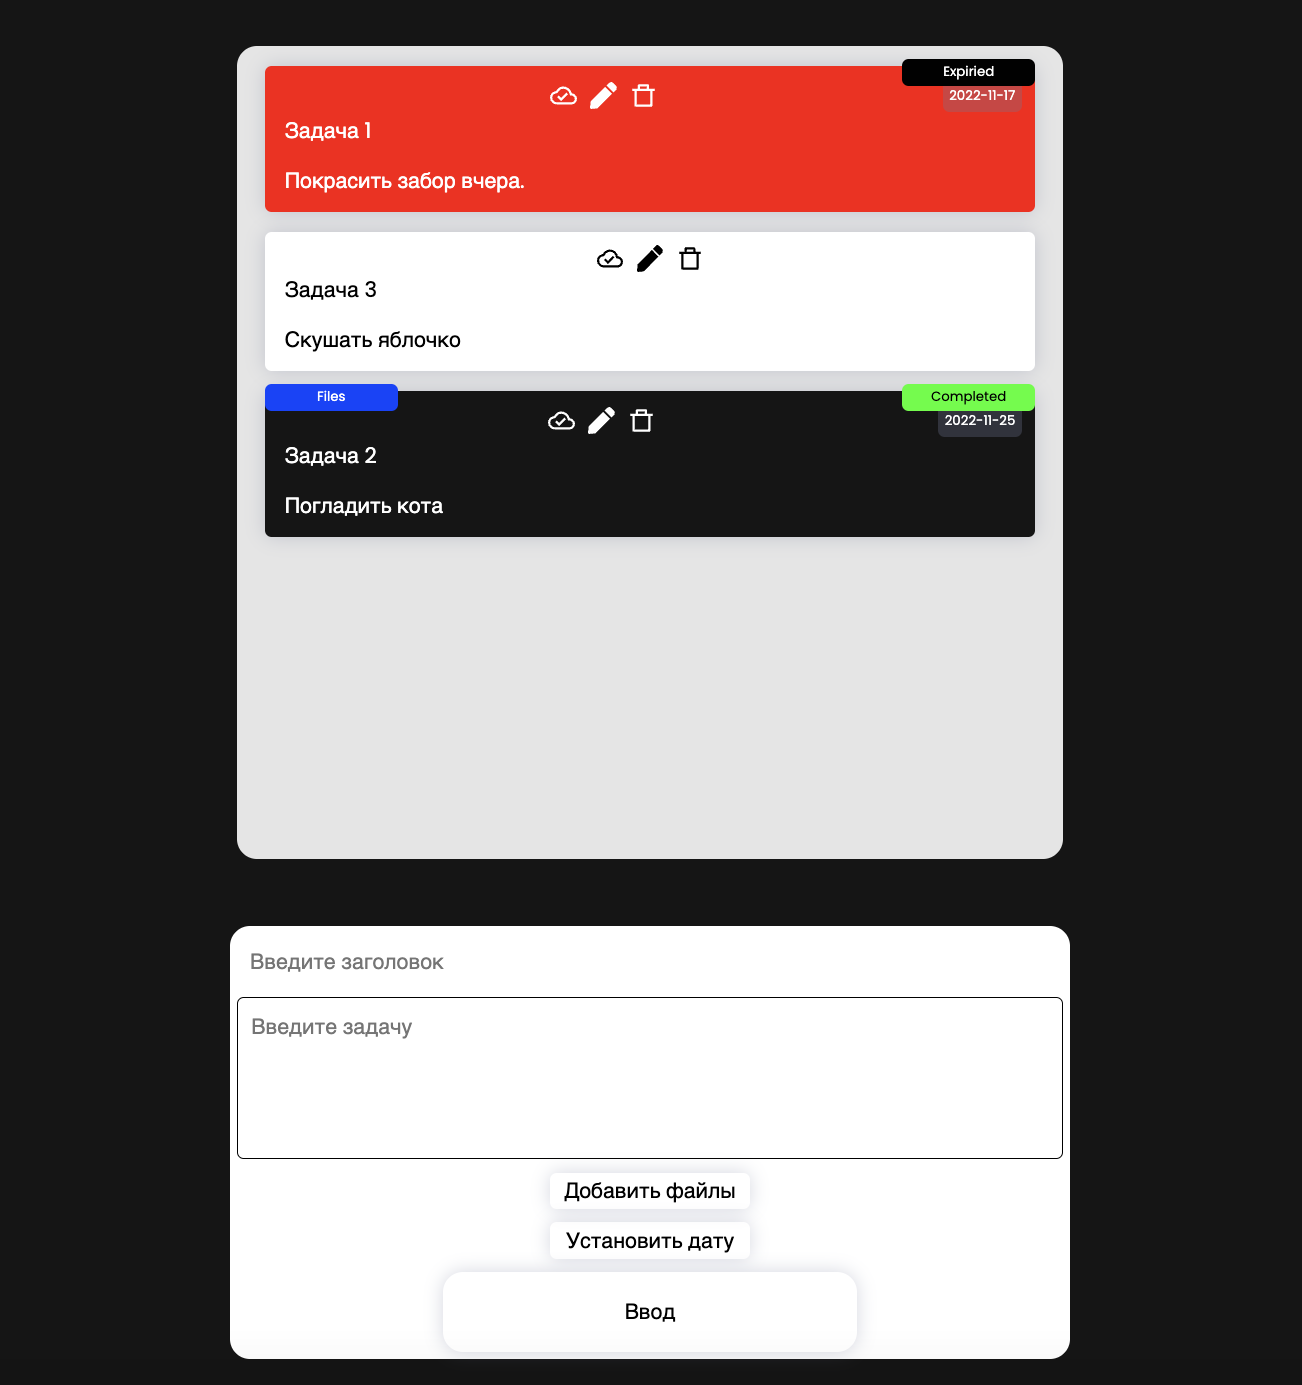 Expiried
2022-11-17
Задача 1
Покрасить забор вчера.
Задача 3
Скушать яблочко
Files
Completed
2022-11-25
Задача 2
Погладить кота
Введите заголовок
Введите задачу
Добавить файлы
Установить дату
Ввод